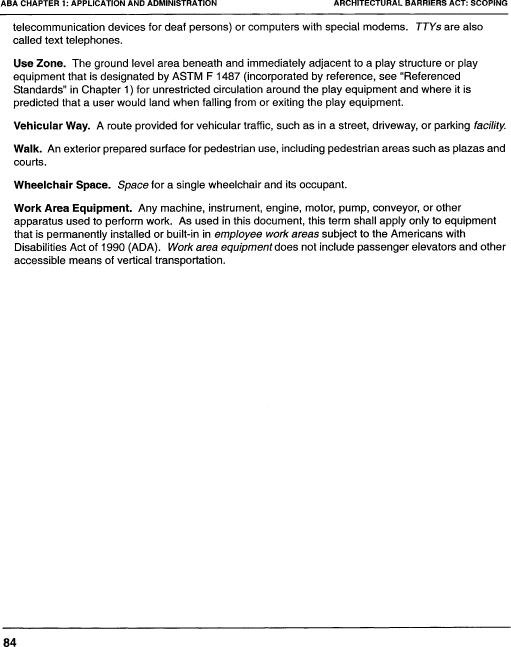 ABA CHAPTER 1: APPLICATION AND ADMINISTRATION ARCHITECTURAL BARRIERS ACT: SCOPING
telecommunication devices for deaf persons) or computers with special modems. TTYs are also
called text telephones.
Use Zone. The ground level area beneath and immediately adjacent to a play structure or play
equipment that is designated by ASTM F 1487 (incorporated by reference, see "Referenced
Standards" in Chapter 1) for unrestricted circulation around the play equipment and where it is
predicted that a user would land when falling from or exiting the play equipment.
Vehicular Way. A route provided for vehicular traffic, such as in a street, driveway, or parking facility.
Walk. An exterior prepared surface for pedestrian use, including pedestrian areas such as plazas and
courts.
Wheelchair Space. Space for a single wheelchair and its occupant.
Work Area Equipment. Any machine, instrument, engine, motor, pump, conveyor, or other
apparatus used to perform work. As used in this document, this term shall apply only to equipment
that is permanently installed or built-in in employee work areas subject to the Americans with
Disabilities Act of 1990 (ADA). Work area equipment does not include passenger elevators and other
accessible means of vertical transportation.
84